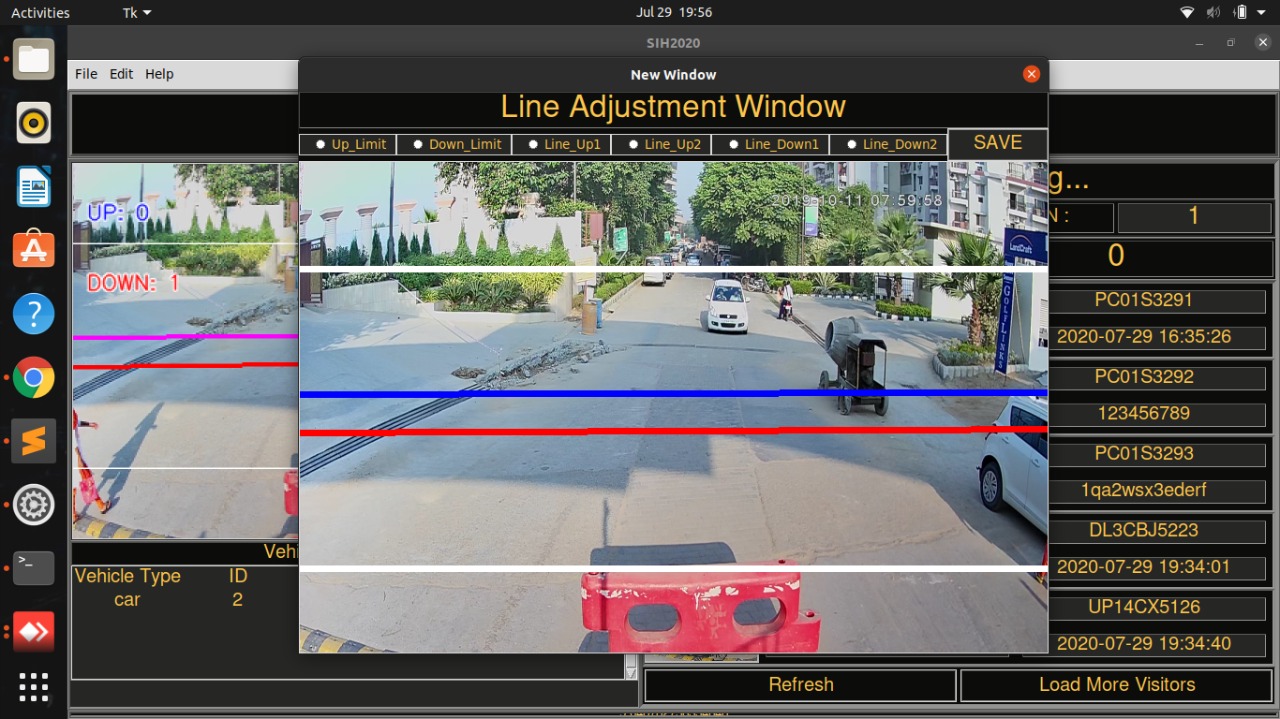 Activities
Tk
Jul 29 19:56
SIH2020
File Edit Help
New Window
Line Adjustment Window
Up_Limit Down_Limit Line_Up1 Line_Up2 Line_Down1 Line_Down2 SAVE
2019-10-11 07:59:58
LandCraft
GOLF LINKS
UP: 0
DOWN: 1
g...
N : 1
0
PC01S3291
2020-07-29 16:35:26
PC01S3292
123456789
PC01S3293
1qa2wsx3ederf
DL3CBJ5223
2020-07-29 19:34:01
UP14CX5126
2020-07-29 19:34:40
Vehi
Vehicle Type ID
car 2
Refresh Load More Visitors